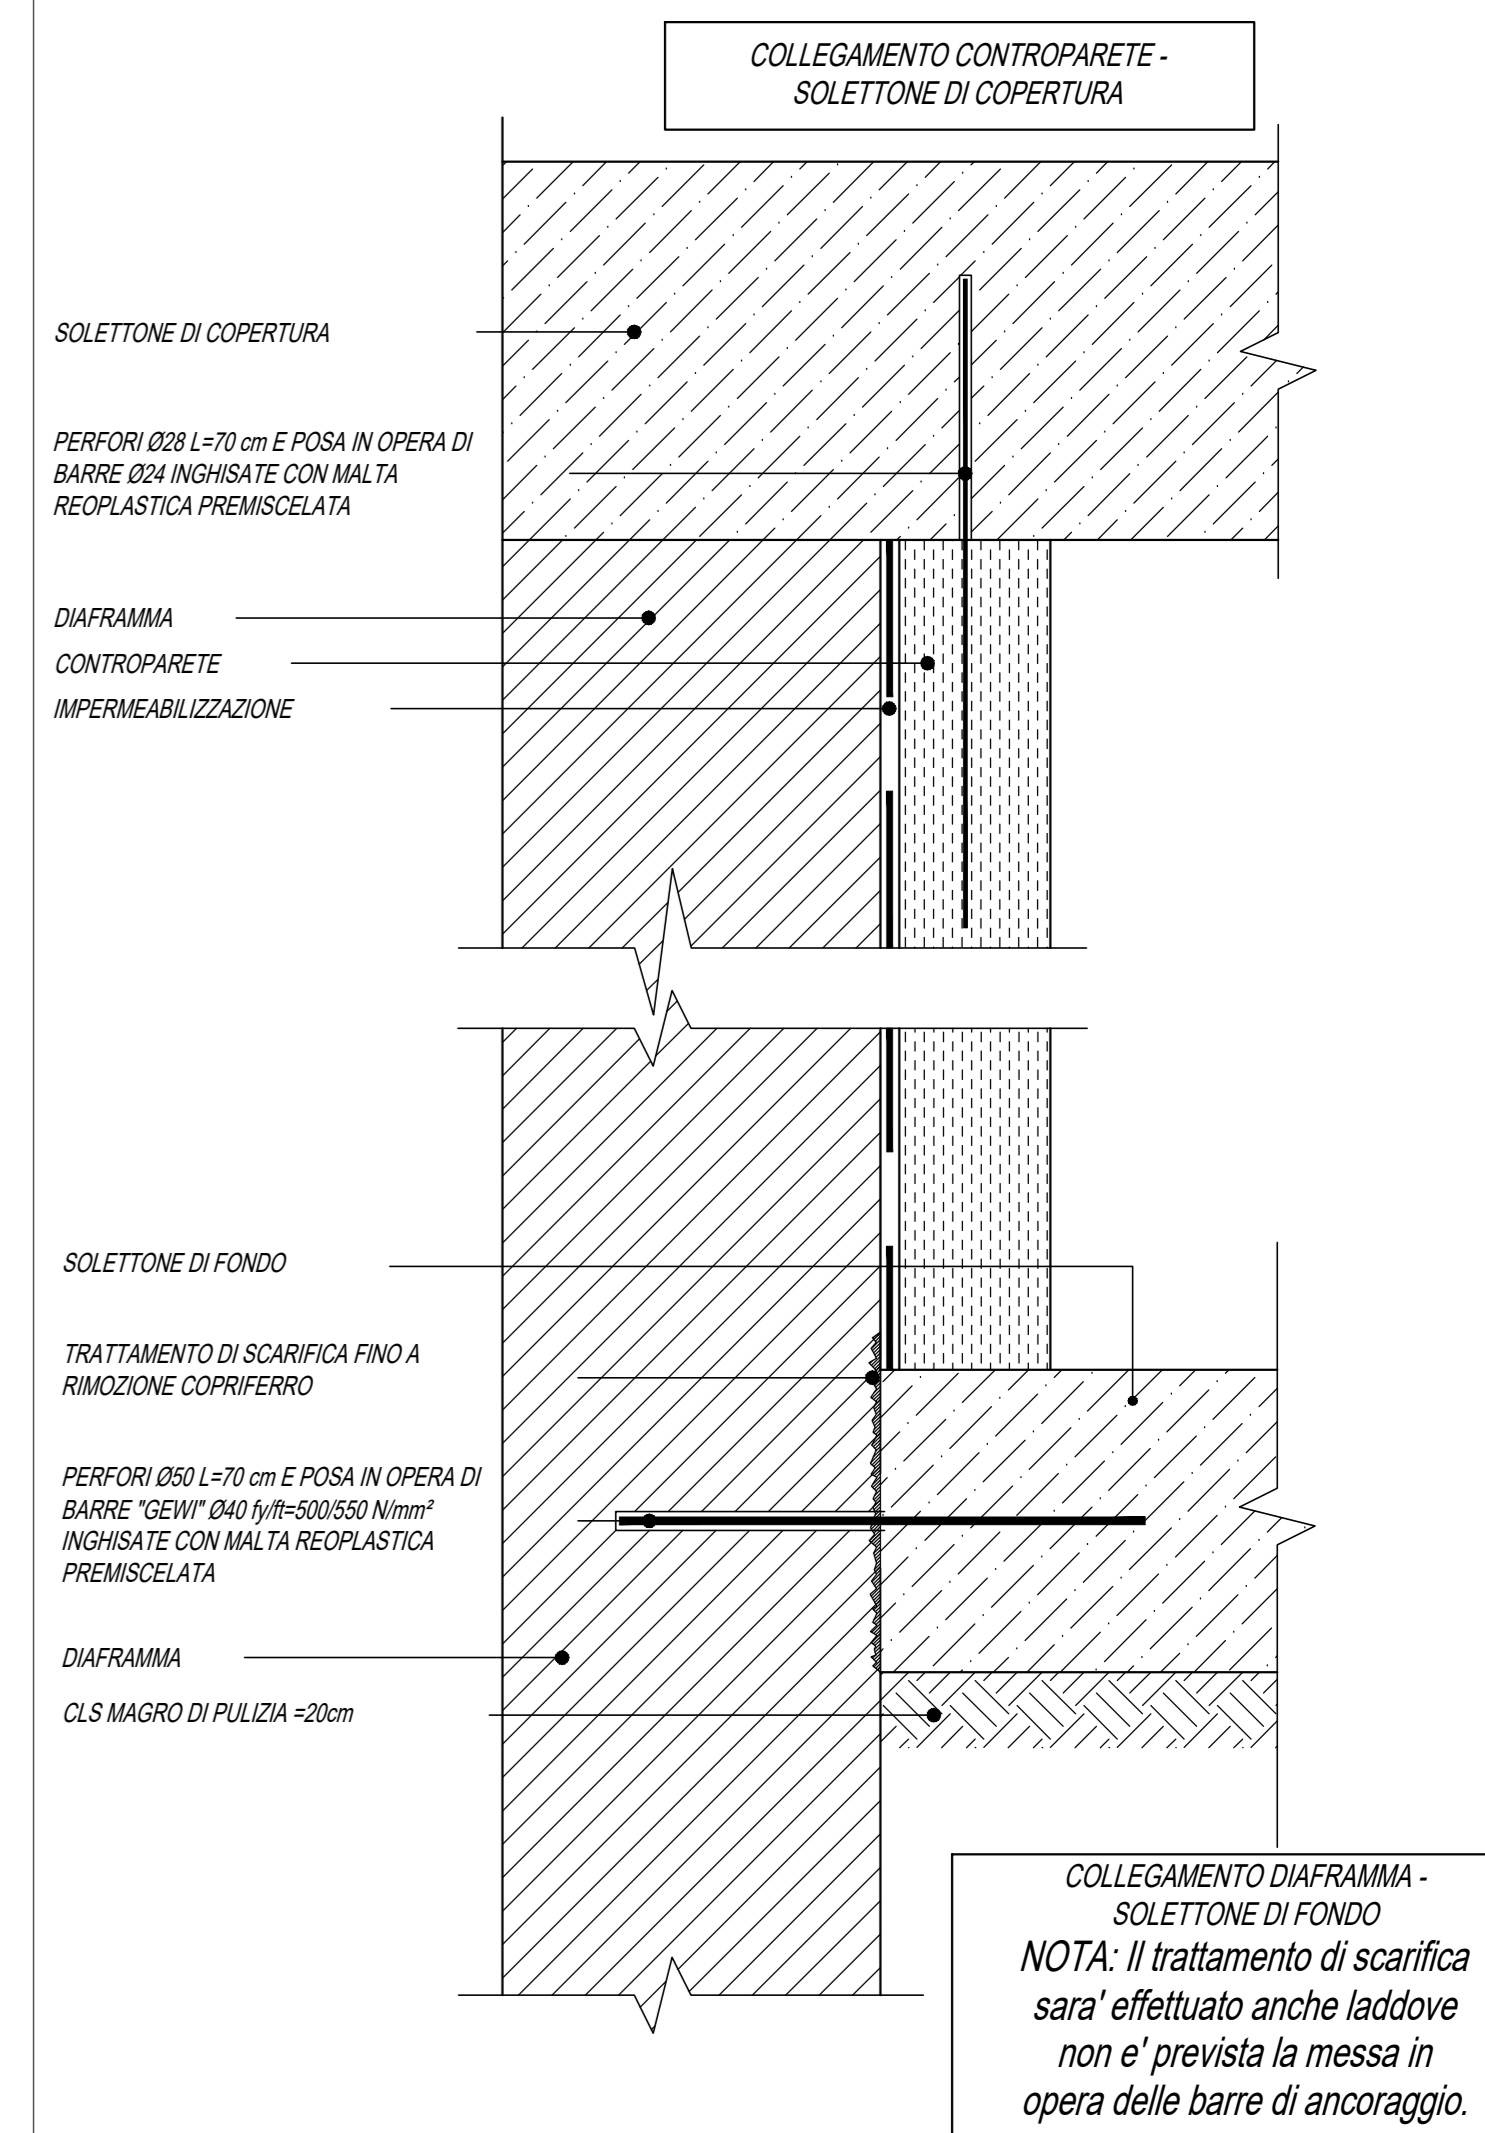 COLLEGAMENTO CONTROPARETE -
SOLETTONE DI COPERTURA
SOLETTONE DI COPERTURA
PERFORI Ø28 L=70 cm E POSA IN OPERA DI
BARRE Ø24 INGHISATE CON MALTA
REOPLASTICA PREMISCELATA
DIAFRAMMA
CONTROPARETE
IMPERMEABILIZZAZIONE
SOLETTONE DI FONDO
TRATTAMENTO DI SCARIFICA FINO A
RIMOZIONE COPRIFERRO
PERFORI Ø50 L=70 cm E POSA IN OPERA DI
BARRE "GEWI" Ø40 fy/ft=500/550 N/mm²
INGHISATE CON MALTA REOPLASTICA
PREMISCELATA
DIAFRAMMA
CLS MAGRO DI PULIZIA =20cm
COLLEGAMENTO DIAFRAMMA -
SOLETTONE DI FONDO
NOTA: Il trattamento di scarifica
sara' effettuato anche laddove
non e' prevista la messa in
opera delle barre di ancoraggio.